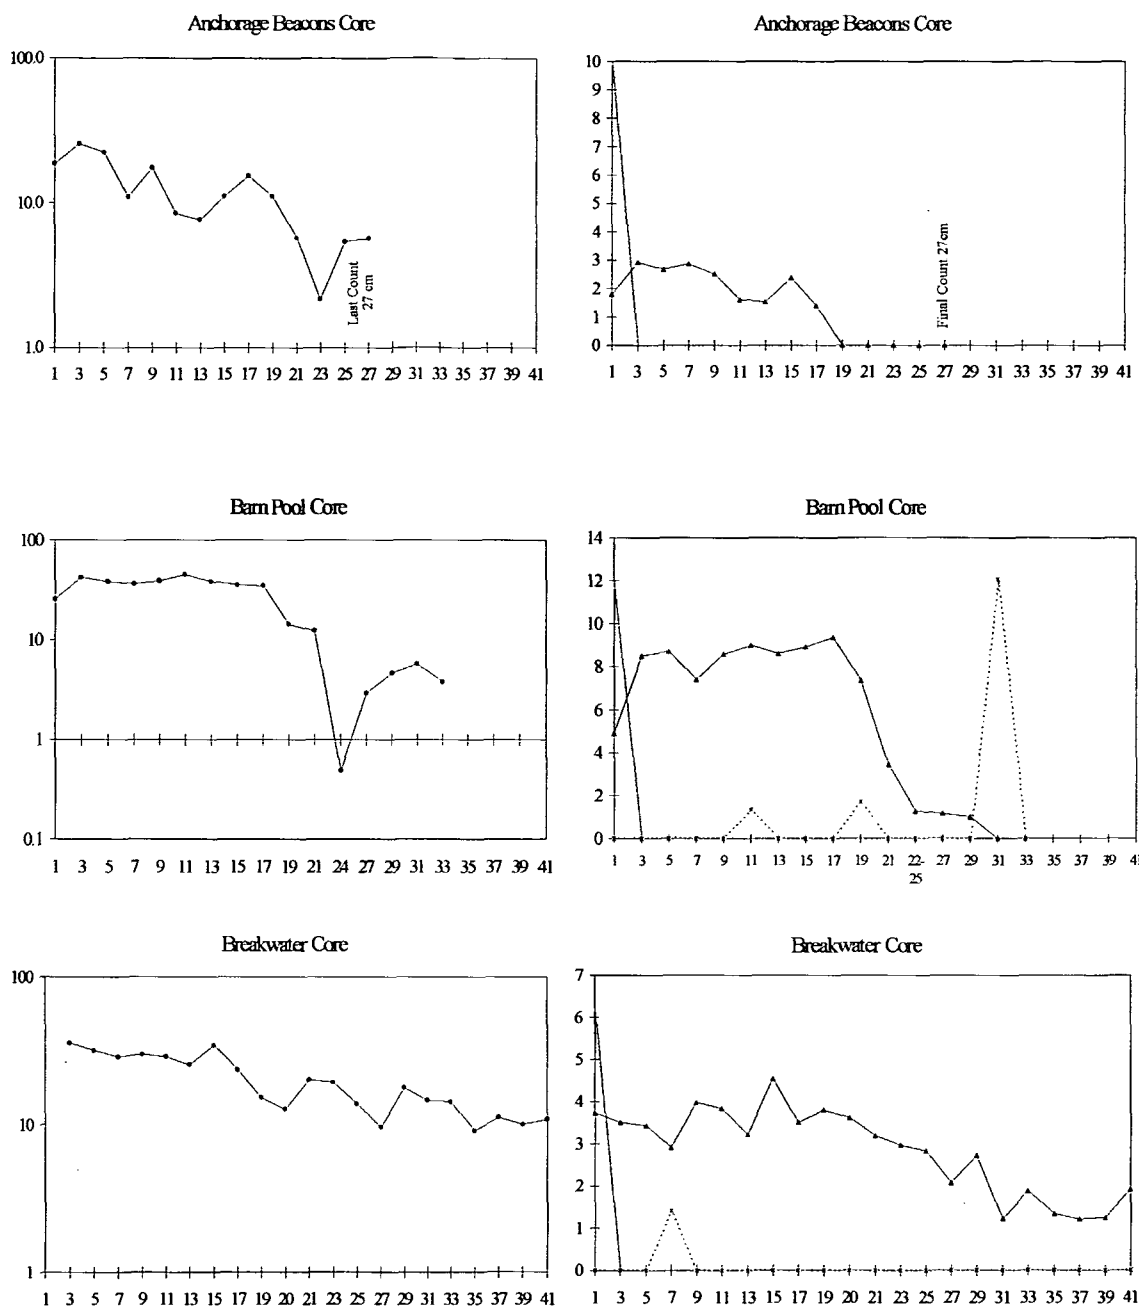 Anchorage Beacons Core
100.0
10.0
1.0
Last Count
27 cm
1 3 5 7 9 11 13 15 17 19 21 23 25 27 29 31 33 35 37 39 41
Anchorage Beacons Core
10
9
8
7
6
5
4
3
2
1
0
Final Count 27cm
1 3 5 7 9 11 13 15 17 19 21 23 25 27 29 31 33 35 37 39 41
Barn Pool Core
100
10
1
0.1
1 3 5 7 9 11 13 15 17 19 21 24 27 29 31 33 35 37 39 41
Barn Pool Core
14
12
10
8
6
4
2
0
1 3 5 7 9 11 13 15 17 19 21 22- 27 29 31 33 35 37 39 41
25
Breakwater Core
100
10
1
1 3 5 7 9 11 13 15 17 19 20 21 23 25 27 29 31 33 35 37 39 41
Breakwater Core
7
6
5
4
3
2
1
0
1 3 5 7 9 11 13 15 17 19 20 21 23 25 27 29 31 33 35 37 39 41